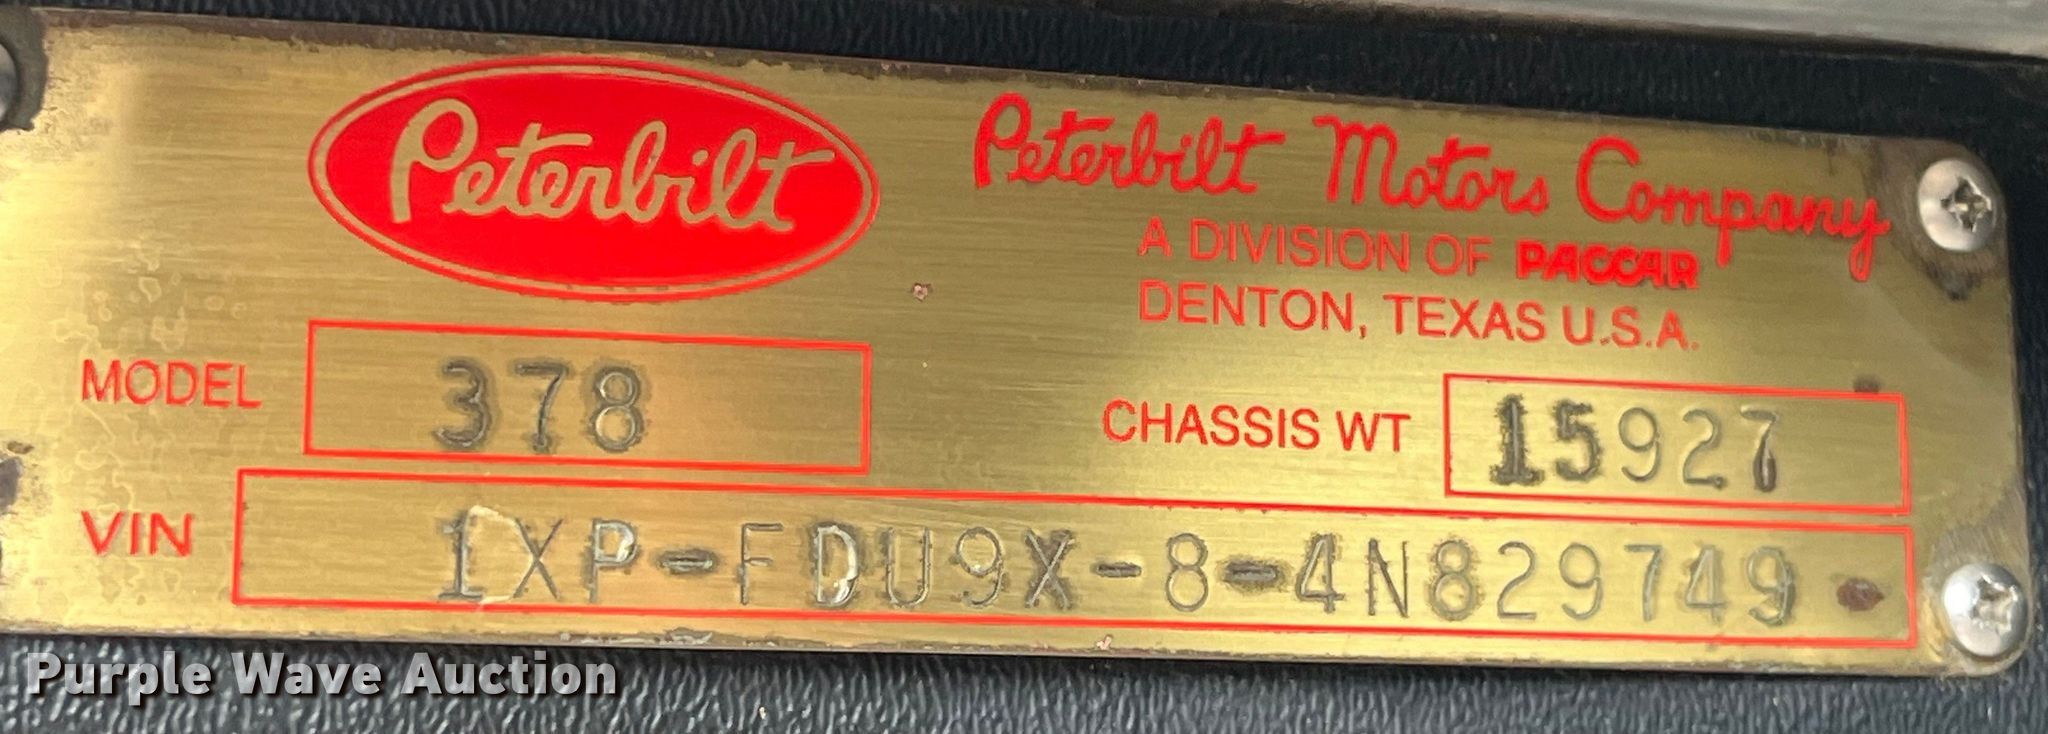 Peterbilt
Peterbilt Motors Company
A DIVISION OF PACCAR
DENTON, TEXAS U.S.A.
MODEL 378
CHASSIS WT 15927
VIN 1XP-FDU9X-8-4N829749
Purple Wave Auction